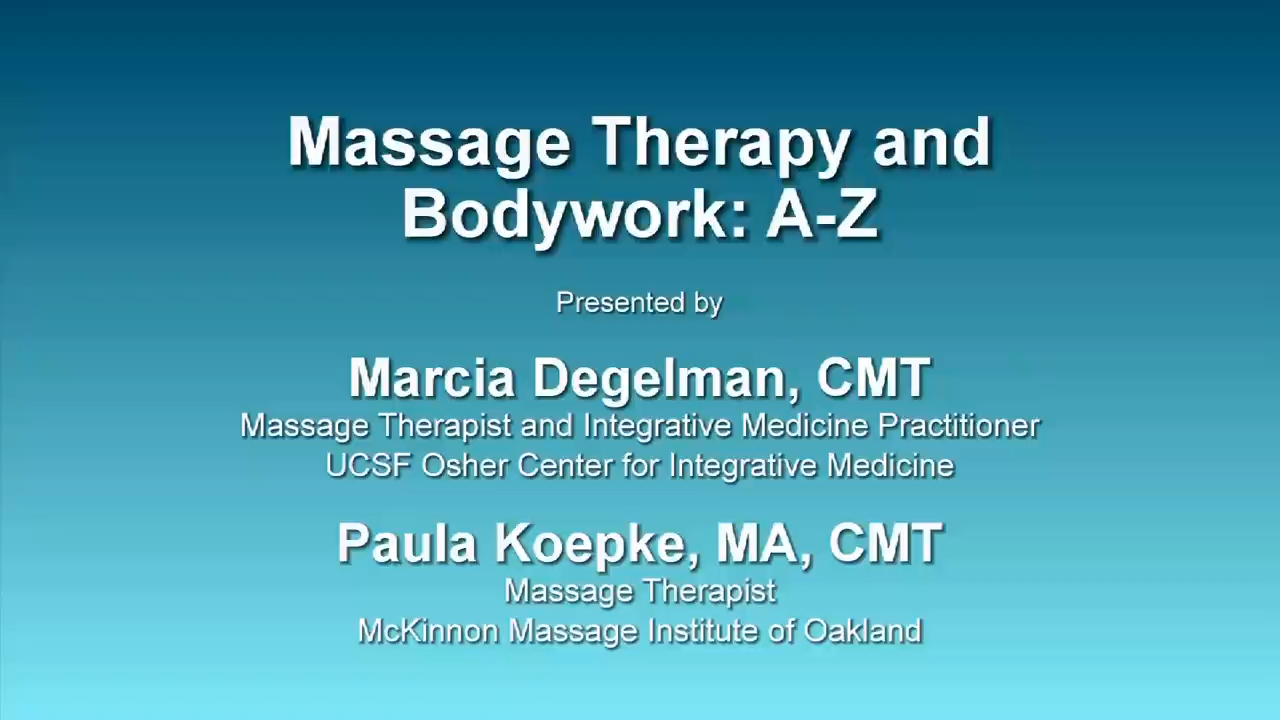 Massage Therapy and
Bodywork: A-Z
Presented by
Marcia Degelman, CMT
Massage Therapist and Integrative Medicine Practitioner
UCSF Osher Center for Integrative Medicine
Paula Koepke, MA, CMT
Massage Therapist
McKinnon Massage Institute of Oakland